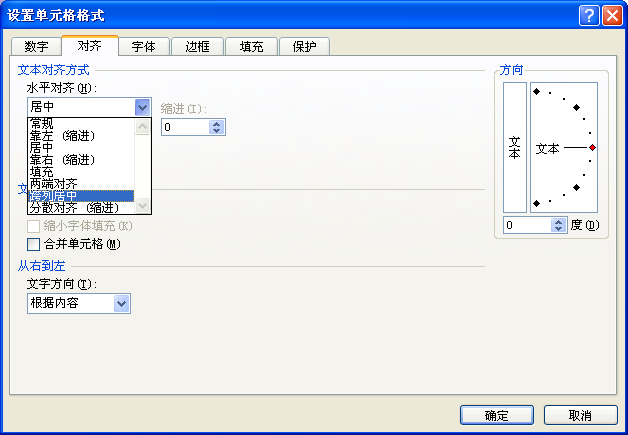 设置单元格格式
数字 对齐 字体 边框 填充 保护
文本对齐方式
水平对齐(H):
居中
缩进(I):
0
常规
靠左 (缩进)
居中
靠右 (缩进)
填充
两端对齐
跨列居中
分散对齐 (缩进)
文
缩小字体填充(K)
合并单元格(M)
从右到左
文字方向(T):
根据内容
方向
文本
文本
0 度(D)
确定 取消